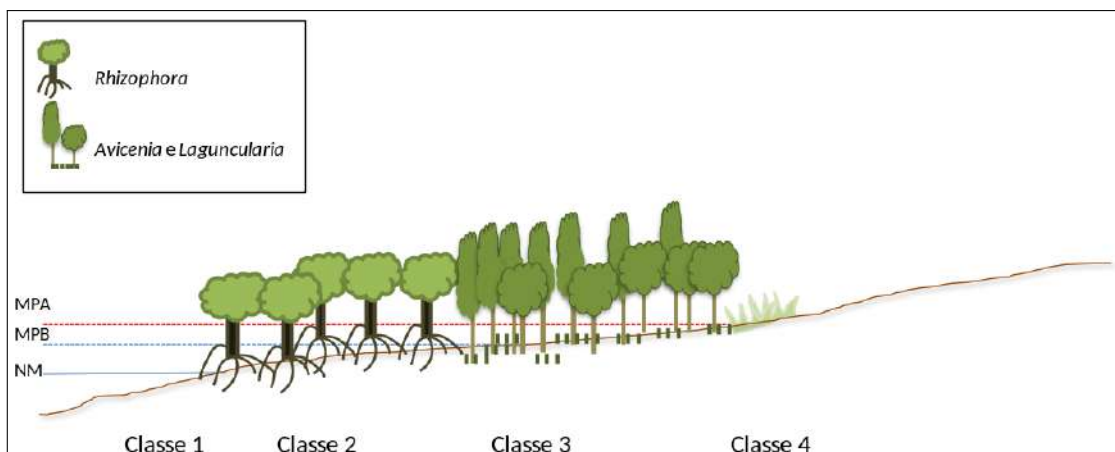 Rhizophora
Avicenia e Laguncularia
MPA
MPB
NM
Classe 1 Classe 2 Classe 3 Classe 4